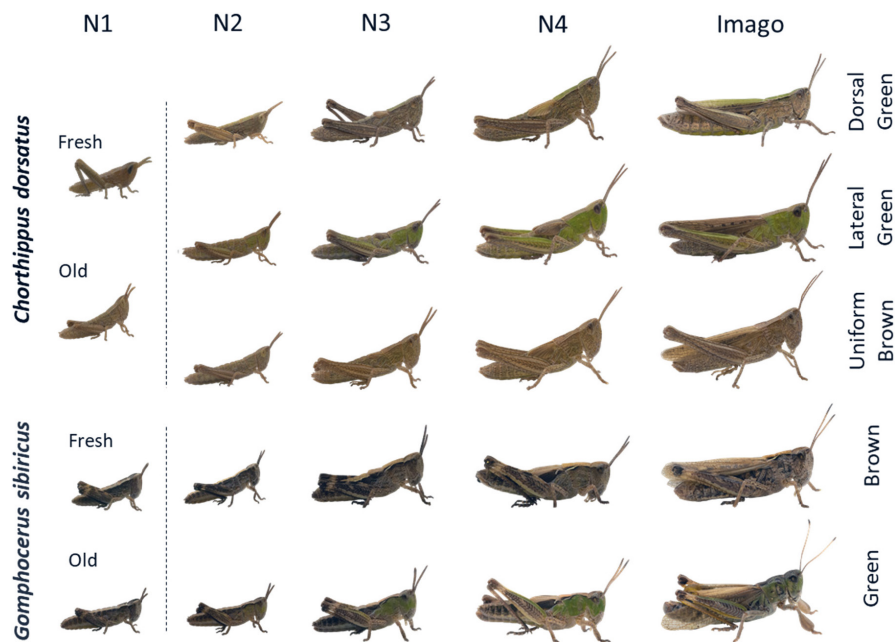 N1 N2 N3 N4 Imago
Chorthippus dorsatus
Fresh
Old
Dorsal
Green
Lateral
Green
Uniform
Brown
Gomphocerus sibiricus
Fresh
Old
Brown
Green